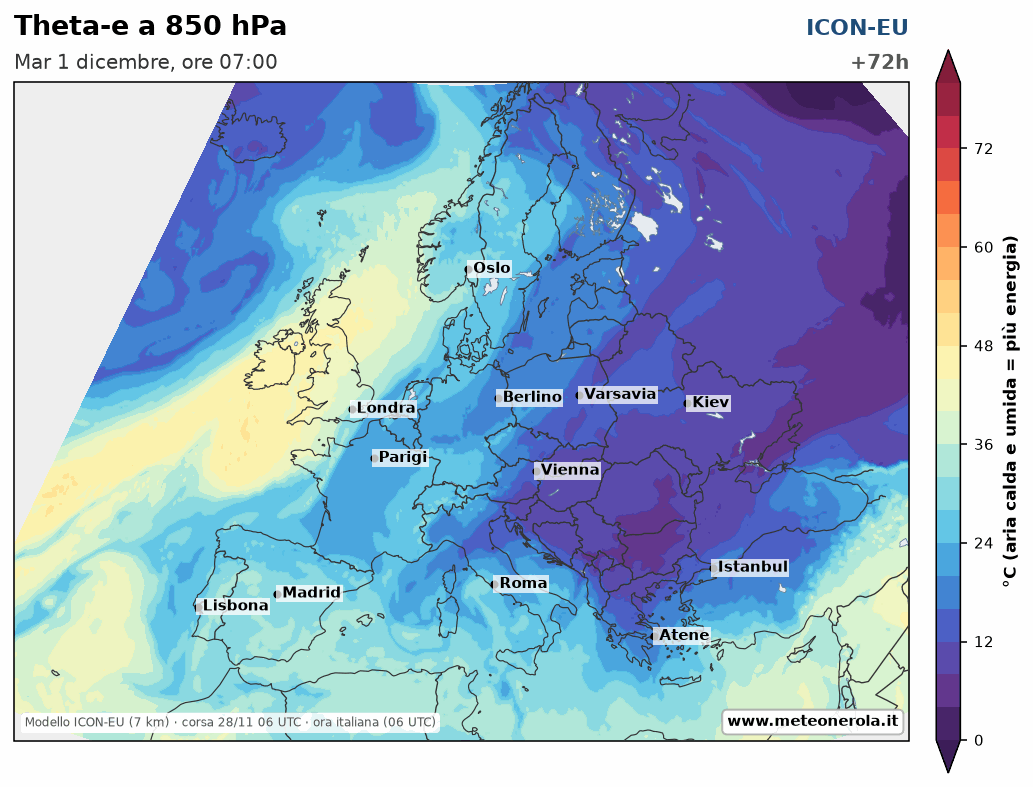 Theta-e a 850 hPa
ICON-EU
Mar 1 dicembre, ore 07:00
+72h
Oslo
Berlino
Varsavia
Kiev
Londra
Parigi
Vienna
Istanbul
Roma
Madrid
Lisbona
Atene
72
60
48
36
24
12
0
°C (aria calda e umida = più energia)
Modello ICON-EU (7 km) · corsa 28/11 06 UTC · ora italiana (06 UTC)
www.meteonerola.it